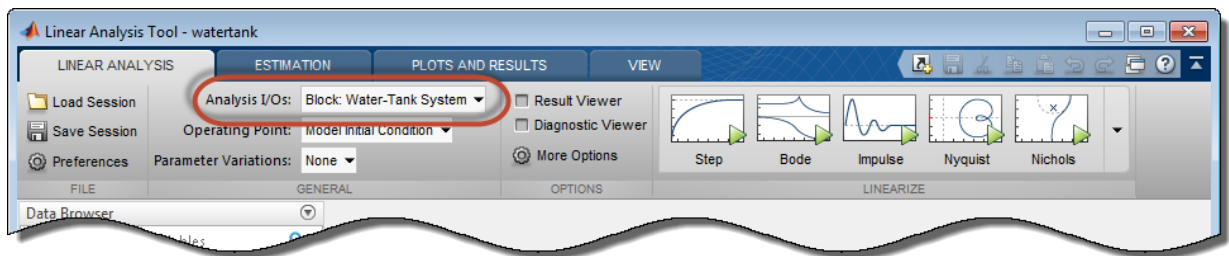 Linear Analysis Tool - watertank
LINEAR ANALYSIS ESTIMATION PLOTS AND RESULTS VIEW
Load Session Analysis I/Os: Block: Water-Tank System Result Viewer
Save Session Operating Point: Model Initial Condition Diagnostic Viewer
Preferences Parameter Variations: None More Options Step Bode Impulse Nyquist Nichols
FILE GENERAL OPTIONS LINEARIZE
Data Browser